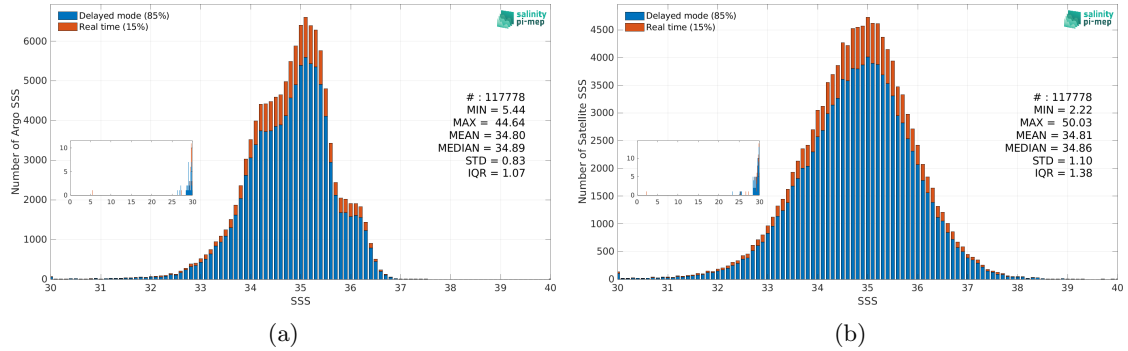 Delayed mode (85%)
Real time (15%)
salinity
pi-mep
Number of Argo SSS
6000
5000
4000
3000
2000
1000
0
# : 117778
MIN = 5.44
MAX = 44.64
MEAN = 34.80
MEDIAN = 34.89
STD = 0.83
IQR = 1.07
10
5
0
0 5 10 15 20 25 30
30 31 32 33 34 35 36 37 38 39 40
SSS
(a)
Delayed mode (85%)
Real time (15%)
salinity
pi-mep
Number of Satellite SSS
4500
4000
3500
3000
2500
2000
1500
1000
500
0
# : 117778
MIN = 2.22
MAX = 50.03
MEAN = 34.81
MEDIAN = 34.86
STD = 1.10
IQR = 1.38
10
5
0
0 5 10 15 20 25 30
30 31 32 33 34 35 36 37 38 39 40
SSS
(b)